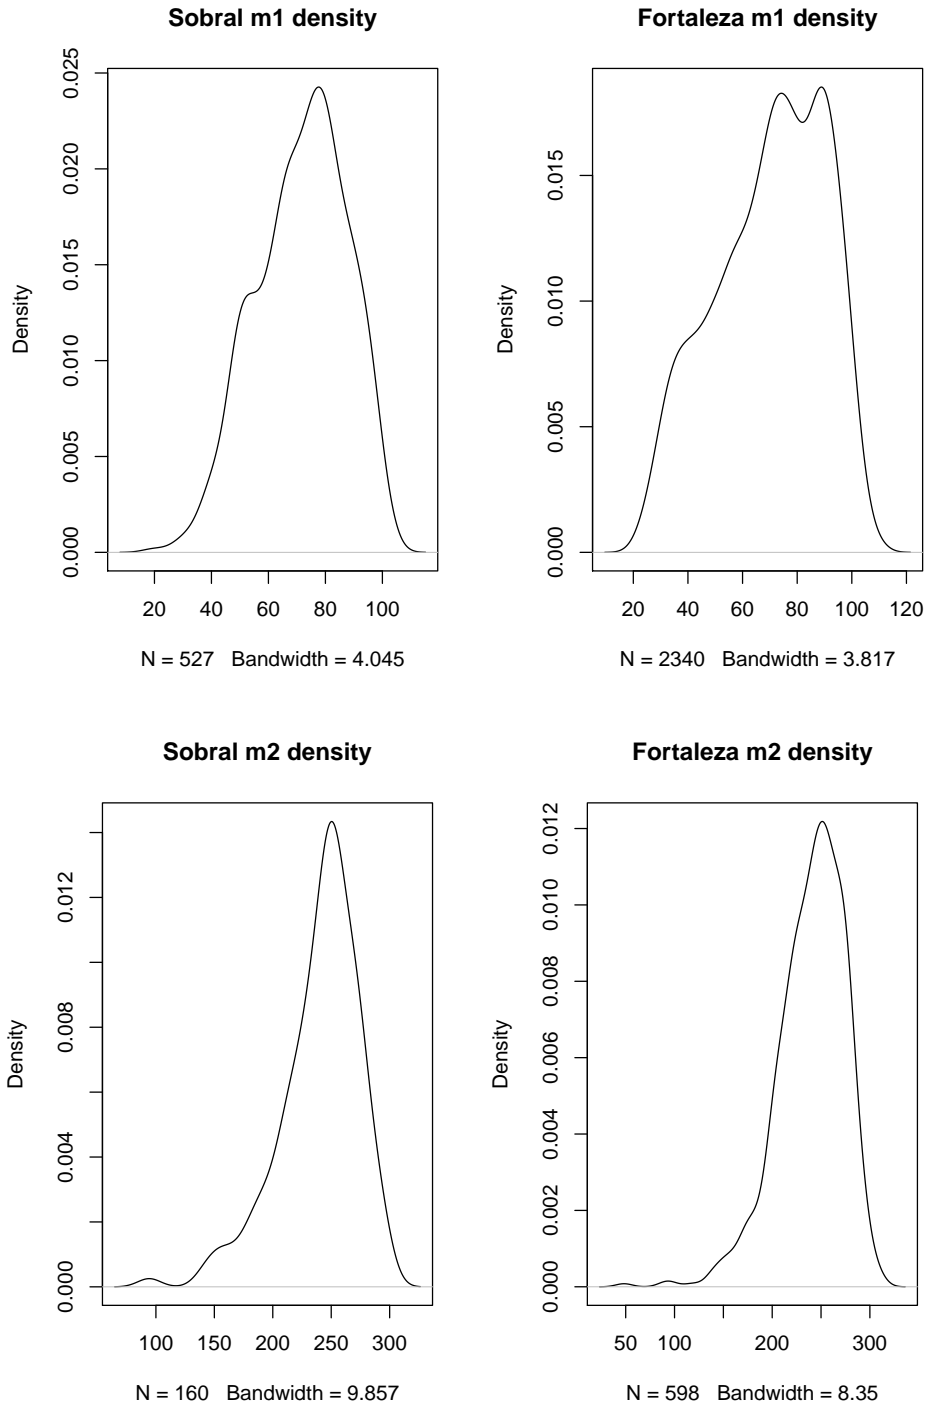 Sobral m1 density
Density
0.000 0.005 0.010 0.015 0.020 0.025
20 40 60 80 100
N = 527 Bandwidth = 4.045
Fortaleza m1 density
Density
0.000 0.005 0.010 0.015
20 40 60 80 100 120
N = 2340 Bandwidth = 3.817
Sobral m2 density
Density
0.000 0.004 0.008 0.012
100 150 200 250 300
N = 160 Bandwidth = 9.857
Fortaleza m2 density
Density
0.000 0.002 0.004 0.006 0.008 0.010 0.012
50 100 200 300
N = 598 Bandwidth = 8.35